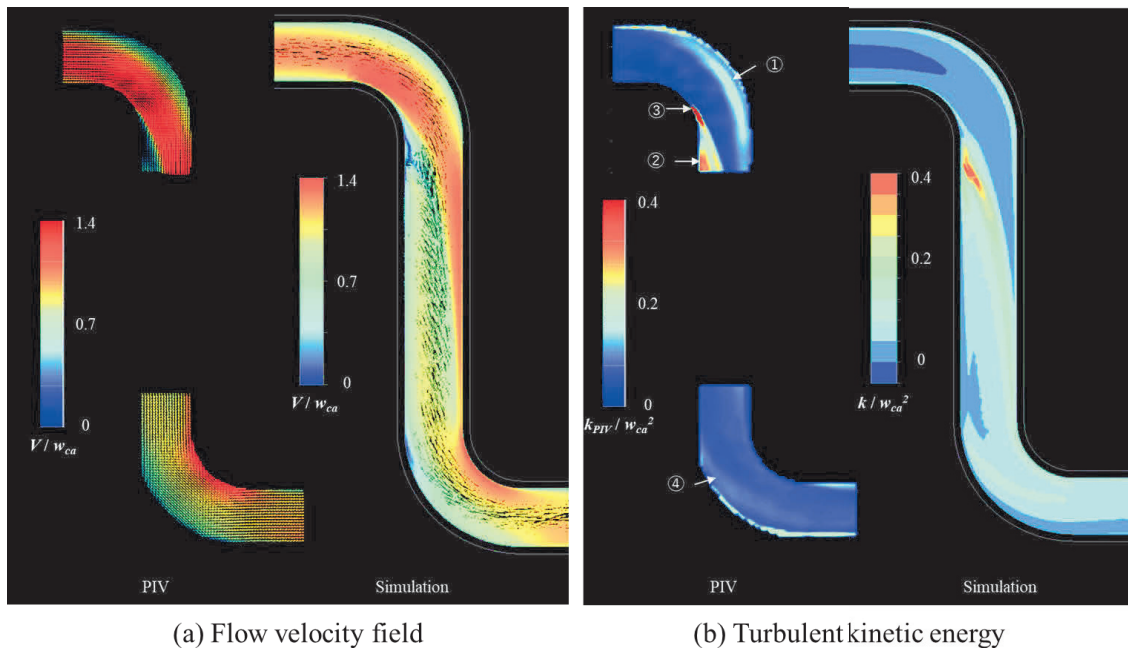 1.4
0.7
0
V / wca
1.4
0.7
0
V / wca
PIV
Simulation
①
③
②
0.4
0.2
0
kPIV / wca²
④
0.4
0.2
0
k / wca²
PIV
Simulation
(a) Flow velocity field
(b) Turbulent kinetic energy